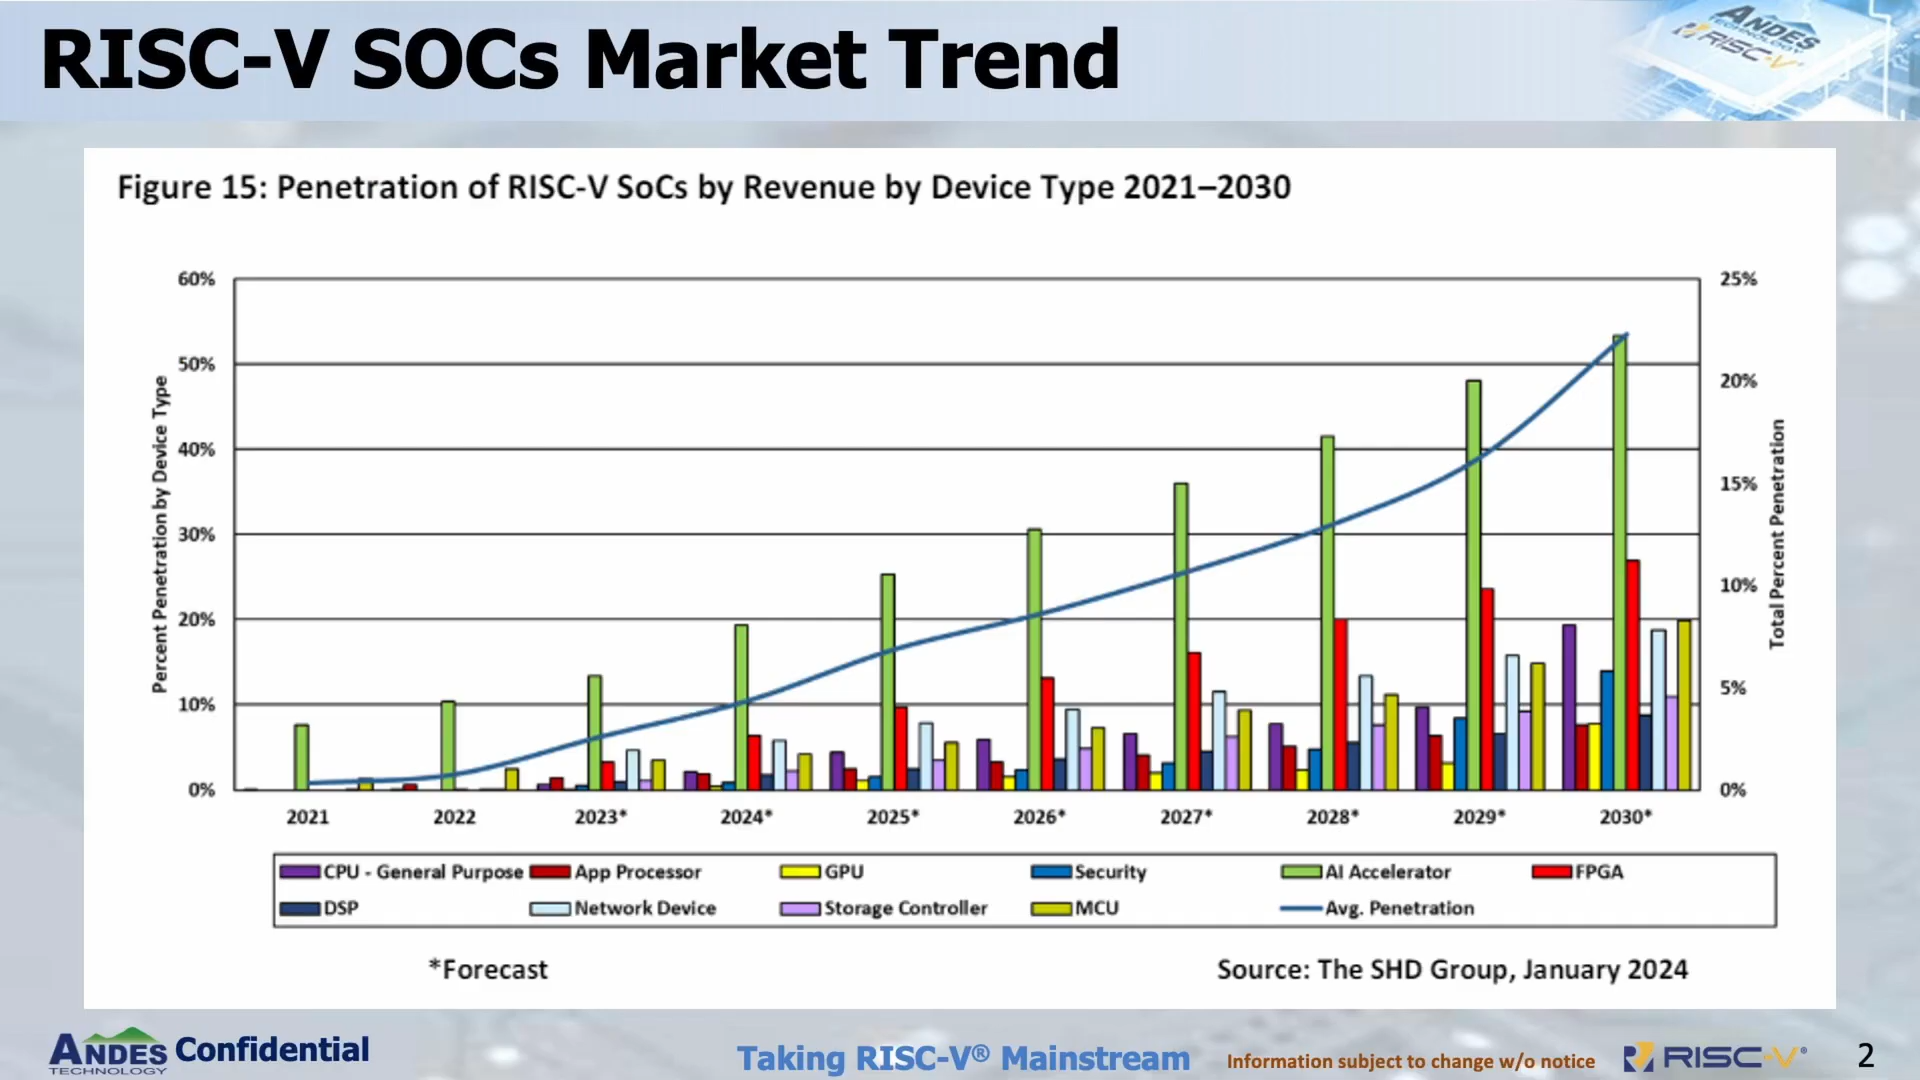 RISC-V SOCs Market Trend
ANDES
TECHNOLOGY
RISC-V
Figure 15: Penetration of RISC-V SoCs by Revenue by Device Type 2021–2030
Percent Penetration by Device Type
60%
50%
40%
30%
20%
10%
0%
25%
20%
15%
10%
5%
0%
Total Percent Penetration
2021 2022 2023* 2024* 2025* 2026* 2027* 2028* 2029* 2030*
CPU - General Purpose App Processor GPU Security AI Accelerator FPGA
DSP Network Device Storage Controller MCU Avg. Penetration
*Forecast Source: The SHD Group, January 2024
ANDES
TECHNOLOGY
Confidential
Taking RISC-V® Mainstream
Information subject to change w/o notice
RISC-V®
2